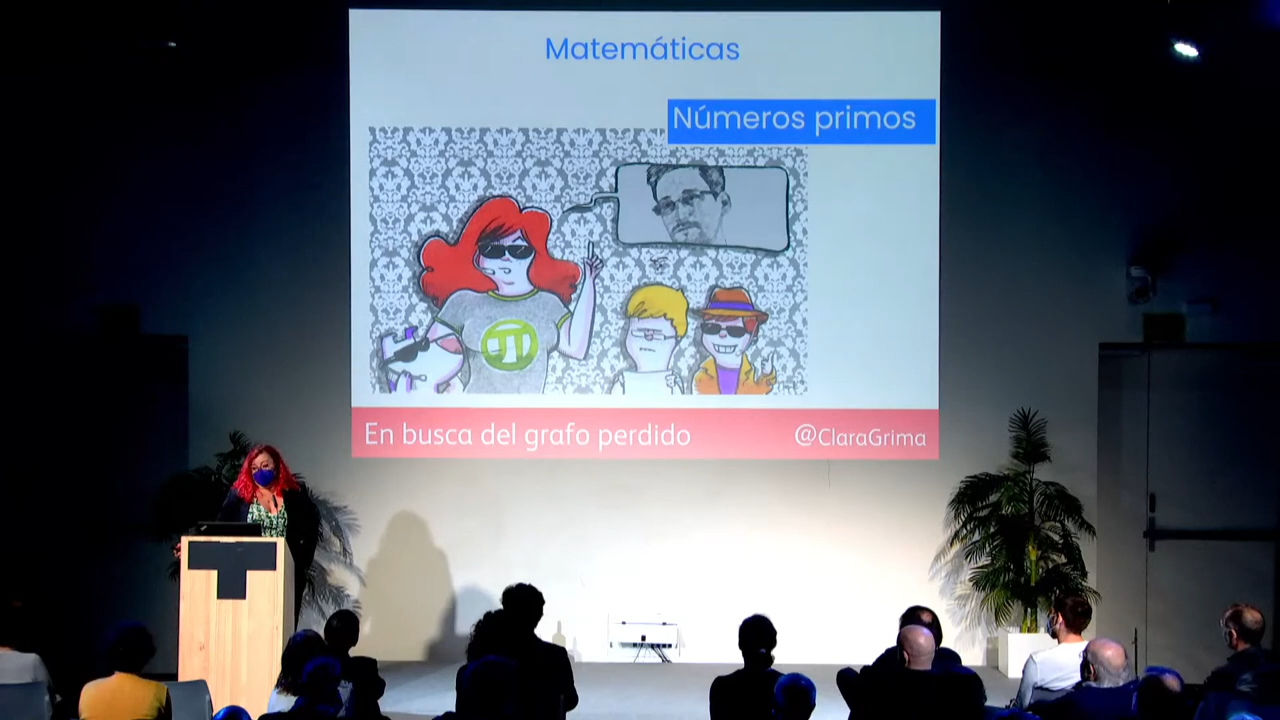 Matemáticas
Números primos
En busca del grafo perdido
@ClaraGrima